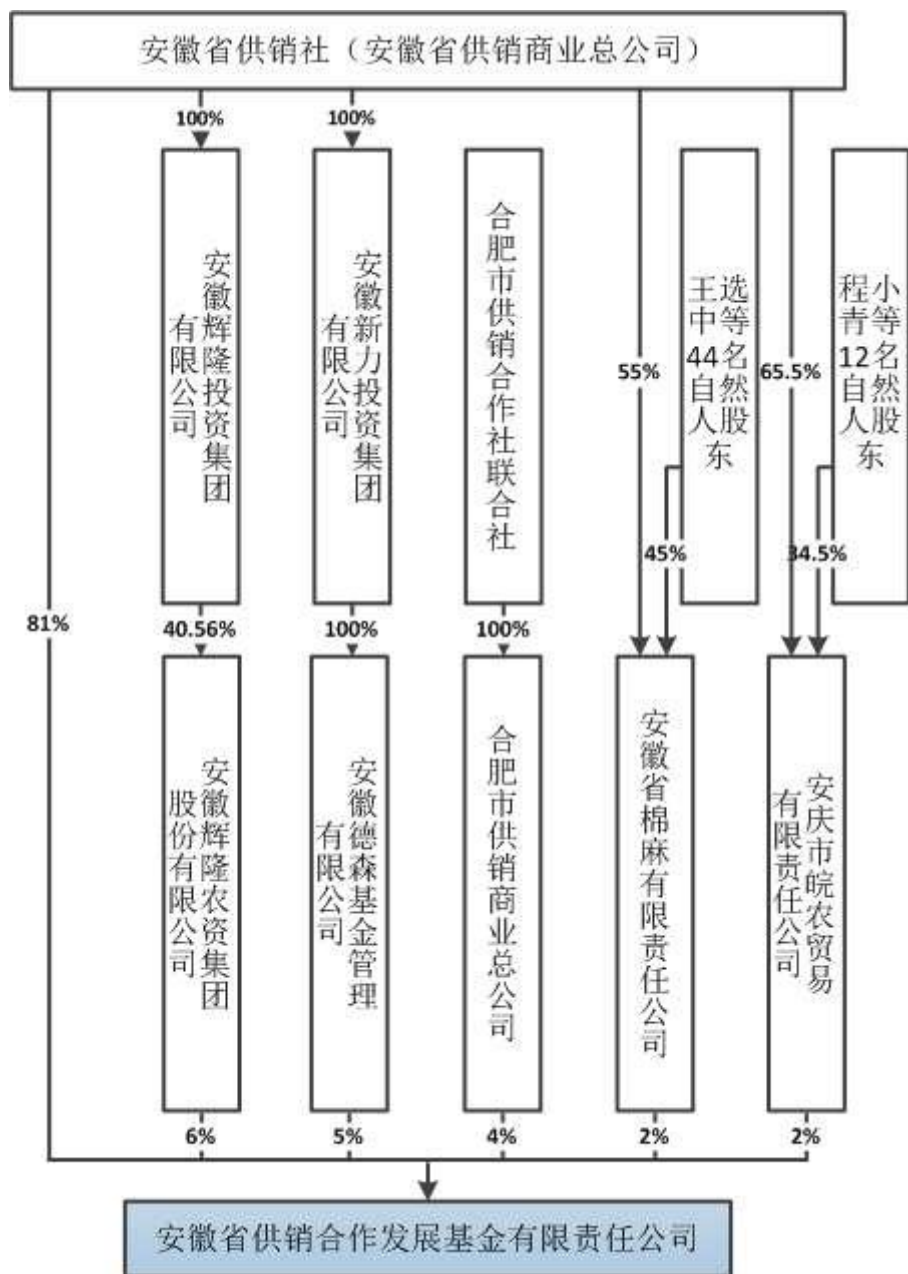 安徽省供销社（安徽省供销商业总公司）
100%
100%
安徽辉隆投资集团
有限公司
安徽新力投资集团
有限公司
合肥市供销合作社联合社
王选
中等
44名
自然
人股
东
程小
青等
12名
自然
人股
东
55%
65.5%
45%
34.5%
81%
40.56%
100%
100%
安徽辉隆农资集团
股份有限公司
安徽德森基金管理
有限公司
合肥市供销商业总公司
安徽省棉麻有限责任公司
安庆市皖农贸易
有限责任公司
6%
5%
4%
2%
2%
安徽省供销合作发展基金有限责任公司